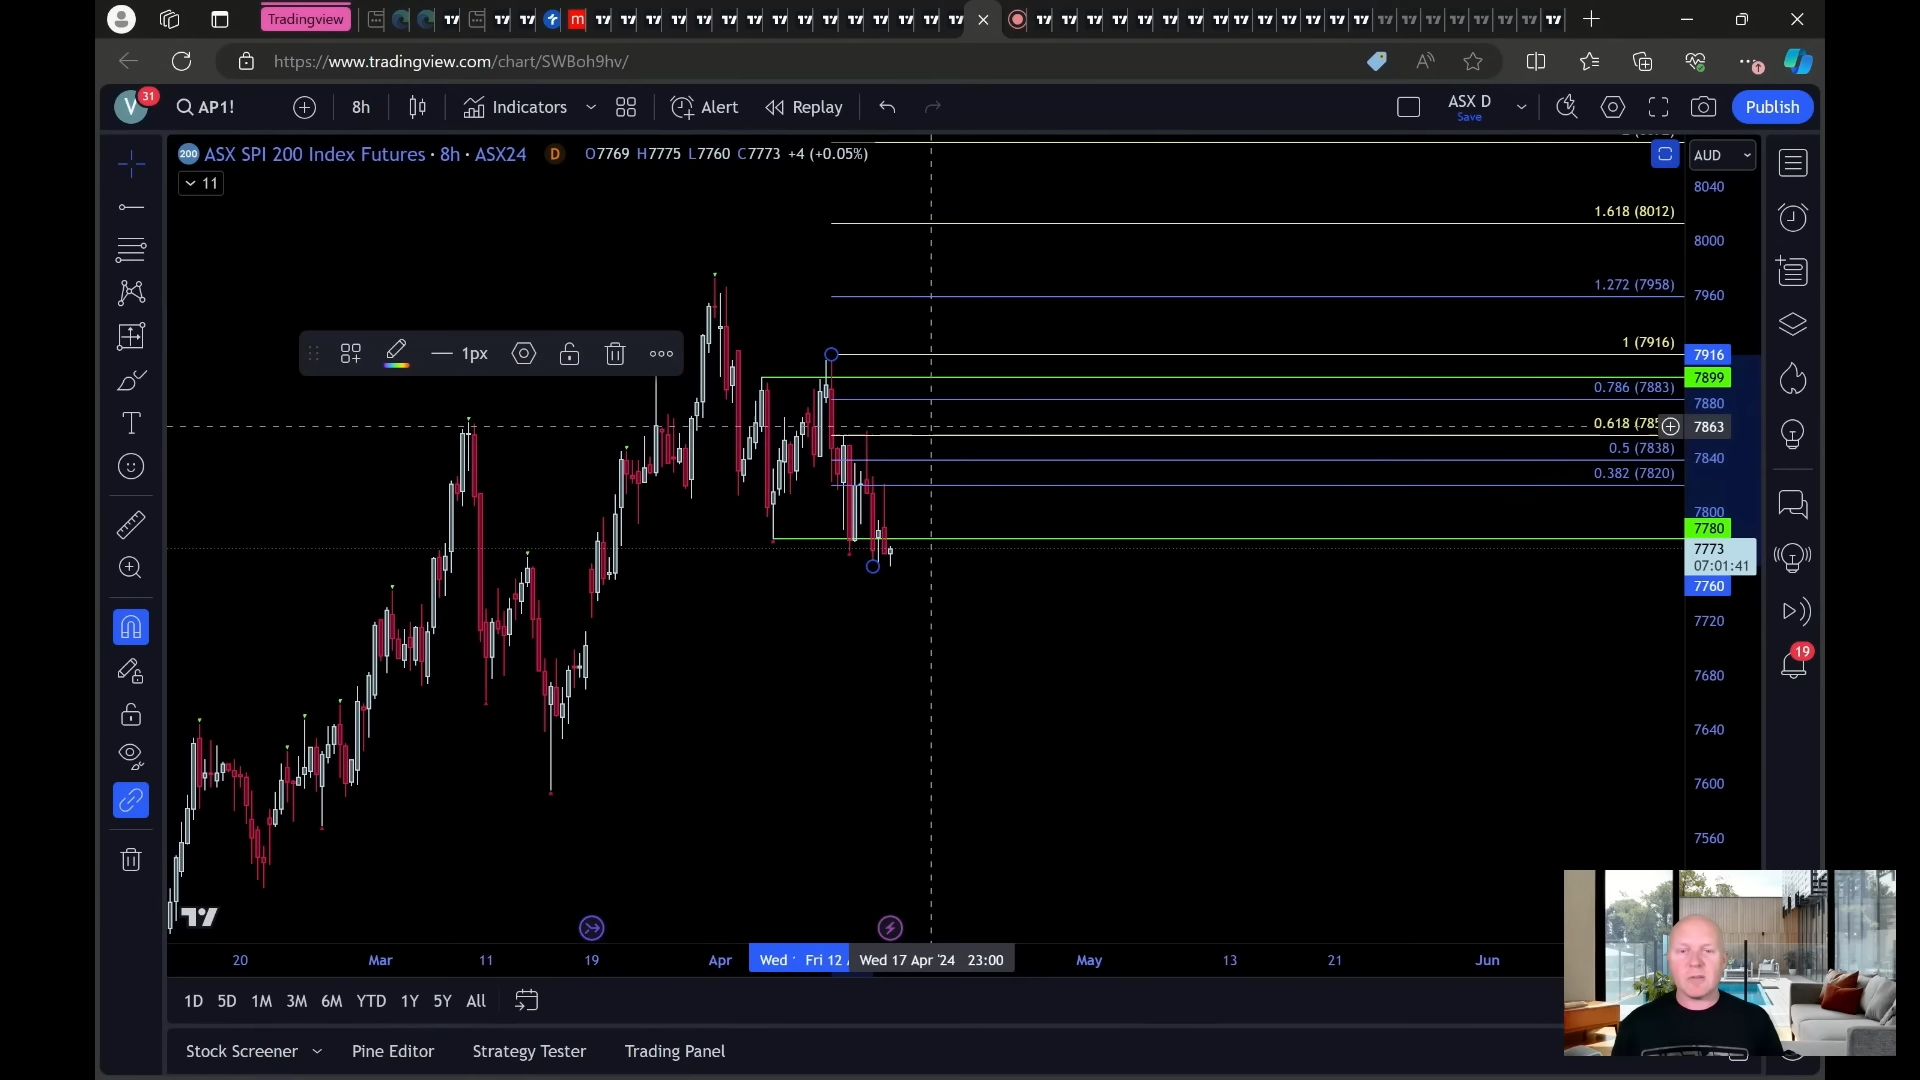 Tradingview
https://www.tradingview.com/chart/SWBoh9hv/
V
31
AP1!
8h
Indicators
Alert
Replay
ASX D
Save
Publish
200
ASX SPI 200 Index Futures · 8h · ASX24
D
O7769 H7775 L7760 C7773 +4 (+0.05%)
11
AUD
8040
1.618 (8012)
8000
1.272 (7958)
7960
1 (7916)
7916
7899
0.786 (7883)
7880
0.618
7863
0.5 (7838)
7840
0.382 (7820)
7800
7780
7773
07:01:41
7760
7720
7680
7640
7600
7560
1px
19
20
Mar
11
19
Apr
Wed
Fri 12
Wed 17 Apr '24 23:00
May
13
21
Jun
1D 5D 1M 3M 6M YTD 1Y 5Y All
Stock Screener
Pine Editor
Strategy Tester
Trading Panel